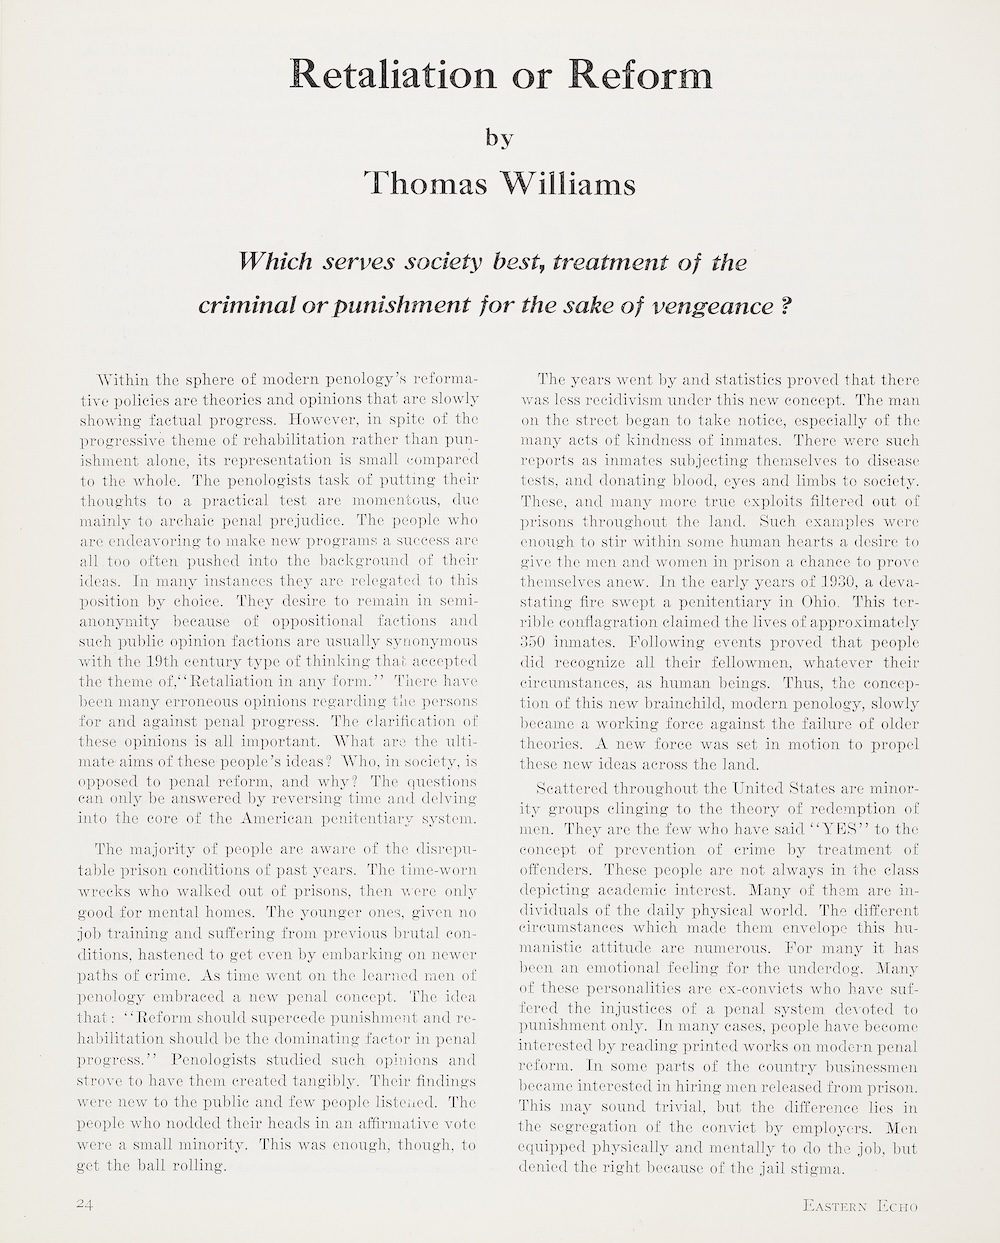 Retaliation or Reform
by
Thomas Williams
Which serves society best, treatment of the
criminal or punishment for the sake of vengeance ?
Within the sphere of modern penology's reforma-
tive policies are theories and opinions that are slowly
showing factual progress. However, in spite of the
progressive theme of rehabilitation rather than pun-
ishment alone, its representation is small compared
to the whole. The penologists task of putting their
thoughts to a practical test are momentous, due
mainly to archaic penal prejudice. The people who
are endeavoring to make new programs a success are
all too often pushed into the background of their
ideas. In many instances they are relegated to this
position by choice. They desire to remain in semi-
anonymity because of oppositional factions and
such public opinion factions are usually synonymous
with the 19th century type of thinking that accepted
the theme of,“Retaliation in any form.” There have
been many erroneous opinions regarding the persons
for and against penal progress. The clarification of
these opinions is all important. What are the ulti-
mate aims of these people's ideas? Who, in society, is
opposed to penal reform, and why? The questions
can only be answered by reversing time and delving
into the core of the American penitentiary system.
The majority of people are aware of the disrepu-
table prison conditions of past years. The time-worn
wrecks who walked out of prisons, then were only
good for mental homes. The younger ones, given no
job training and suffering from previous brutal con-
ditions, hastened to get even by embarking on newer
paths of crime. As time went on the learned men of
penology embraced a new penal concept. The idea
that: “Reform should supercede punishment and re-
habilitation should be the dominating factor in penal
progress.” Penologists studied such opinions and
strove to have them created tangibly. Their findings
were new to the public and few people listened. The
people who nodded their heads in an affirmative vote
were a small minority. This was enough, though, to
get the ball rolling.
The years went by and statistics proved that there
was less recidivism under this new concept. The man
on the street began to take notice, especially of the
many acts of kindness of inmates. There were such
reports as inmates subjecting themselves to disease
tests, and donating blood, eyes and limbs to society.
These, and many more true exploits filtered out of
prisons throughout the land. Such examples were
enough to stir within some human hearts a desire to
give the men and women in prison a chance to prove
themselves anew. In the early years of 1930, a deva-
stating fire swept a penitentiary in Ohio. This ter-
rible conflagration claimed the lives of approximately
350 inmates. Following events proved that people
did recognize all their fellowmen, whatever their
circumstances, as human beings. Thus, the concep-
tion of this new brainchild, modern penology, slowly
became a working force against the failure of older
theories. A new force was set in motion to propel
these new ideas across the land.
Scattered throughout the United States are minor-
ity groups clinging to the theory of redemption of
men. They are the few who have said “YES” to the
concept of prevention of crime by treatment of
offenders. These people are not always in the class
depicting academic interest. Many of them are in-
dividuals of the daily physical world. The different
circumstances which made them envelope this hu-
manistic attitude are numerous. For many it has
been an emotional feeling for the underdog. Many
of these personalities are ex-convicts who have suf-
fered the injustices of a penal system devoted to
punishment only. In many cases, people have become
interested by reading printed works on modern penal
reform. In some parts of the country businessmen
became interested in hiring men released from prison.
This may sound trivial, but the difference lies in
the segregation of the convict by employers. Men
equipped physically and mentally to do the job, but
denied the right because of the jail stigma.
24
EASTERN ECHO